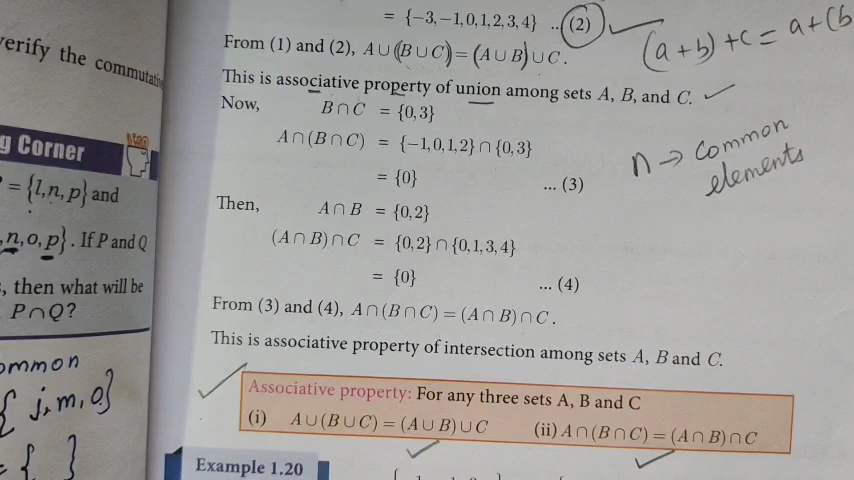 = {-3, -1, 0, 1, 2, 3, 4} ... (2)
(a + b) + c = a + (b
From (1) and (2), A∪(B∪C) = (A∪B)∪C.
This is associative property of union among sets A, B, and C.
Now, B∩C = {0,3}
A∩(B∩C) = {-1,0,1,2}∩{0,3}
= {0} ... (3)
n → common
elements
Then, A∩B = {0,2}
(A∩B)∩C = {0,2}∩{0,1,3,4}
= {0} ... (4)
From (3) and (4), A∩(B∩C) = (A∩B)∩C.
This is associative property of intersection among sets A, B and C.
Associative property: For any three sets A, B and C
(i) A∪(B∪C) = (A∪B)∪C (ii) A∩(B∩C) = (A∩B)∩C
Example 1.20
verify the commutati
g Corner
= {l,n,p} and
,n,o,p}. If P and Q
, then what will be
P∩Q?
ommon
{ j, m, o}
= { }